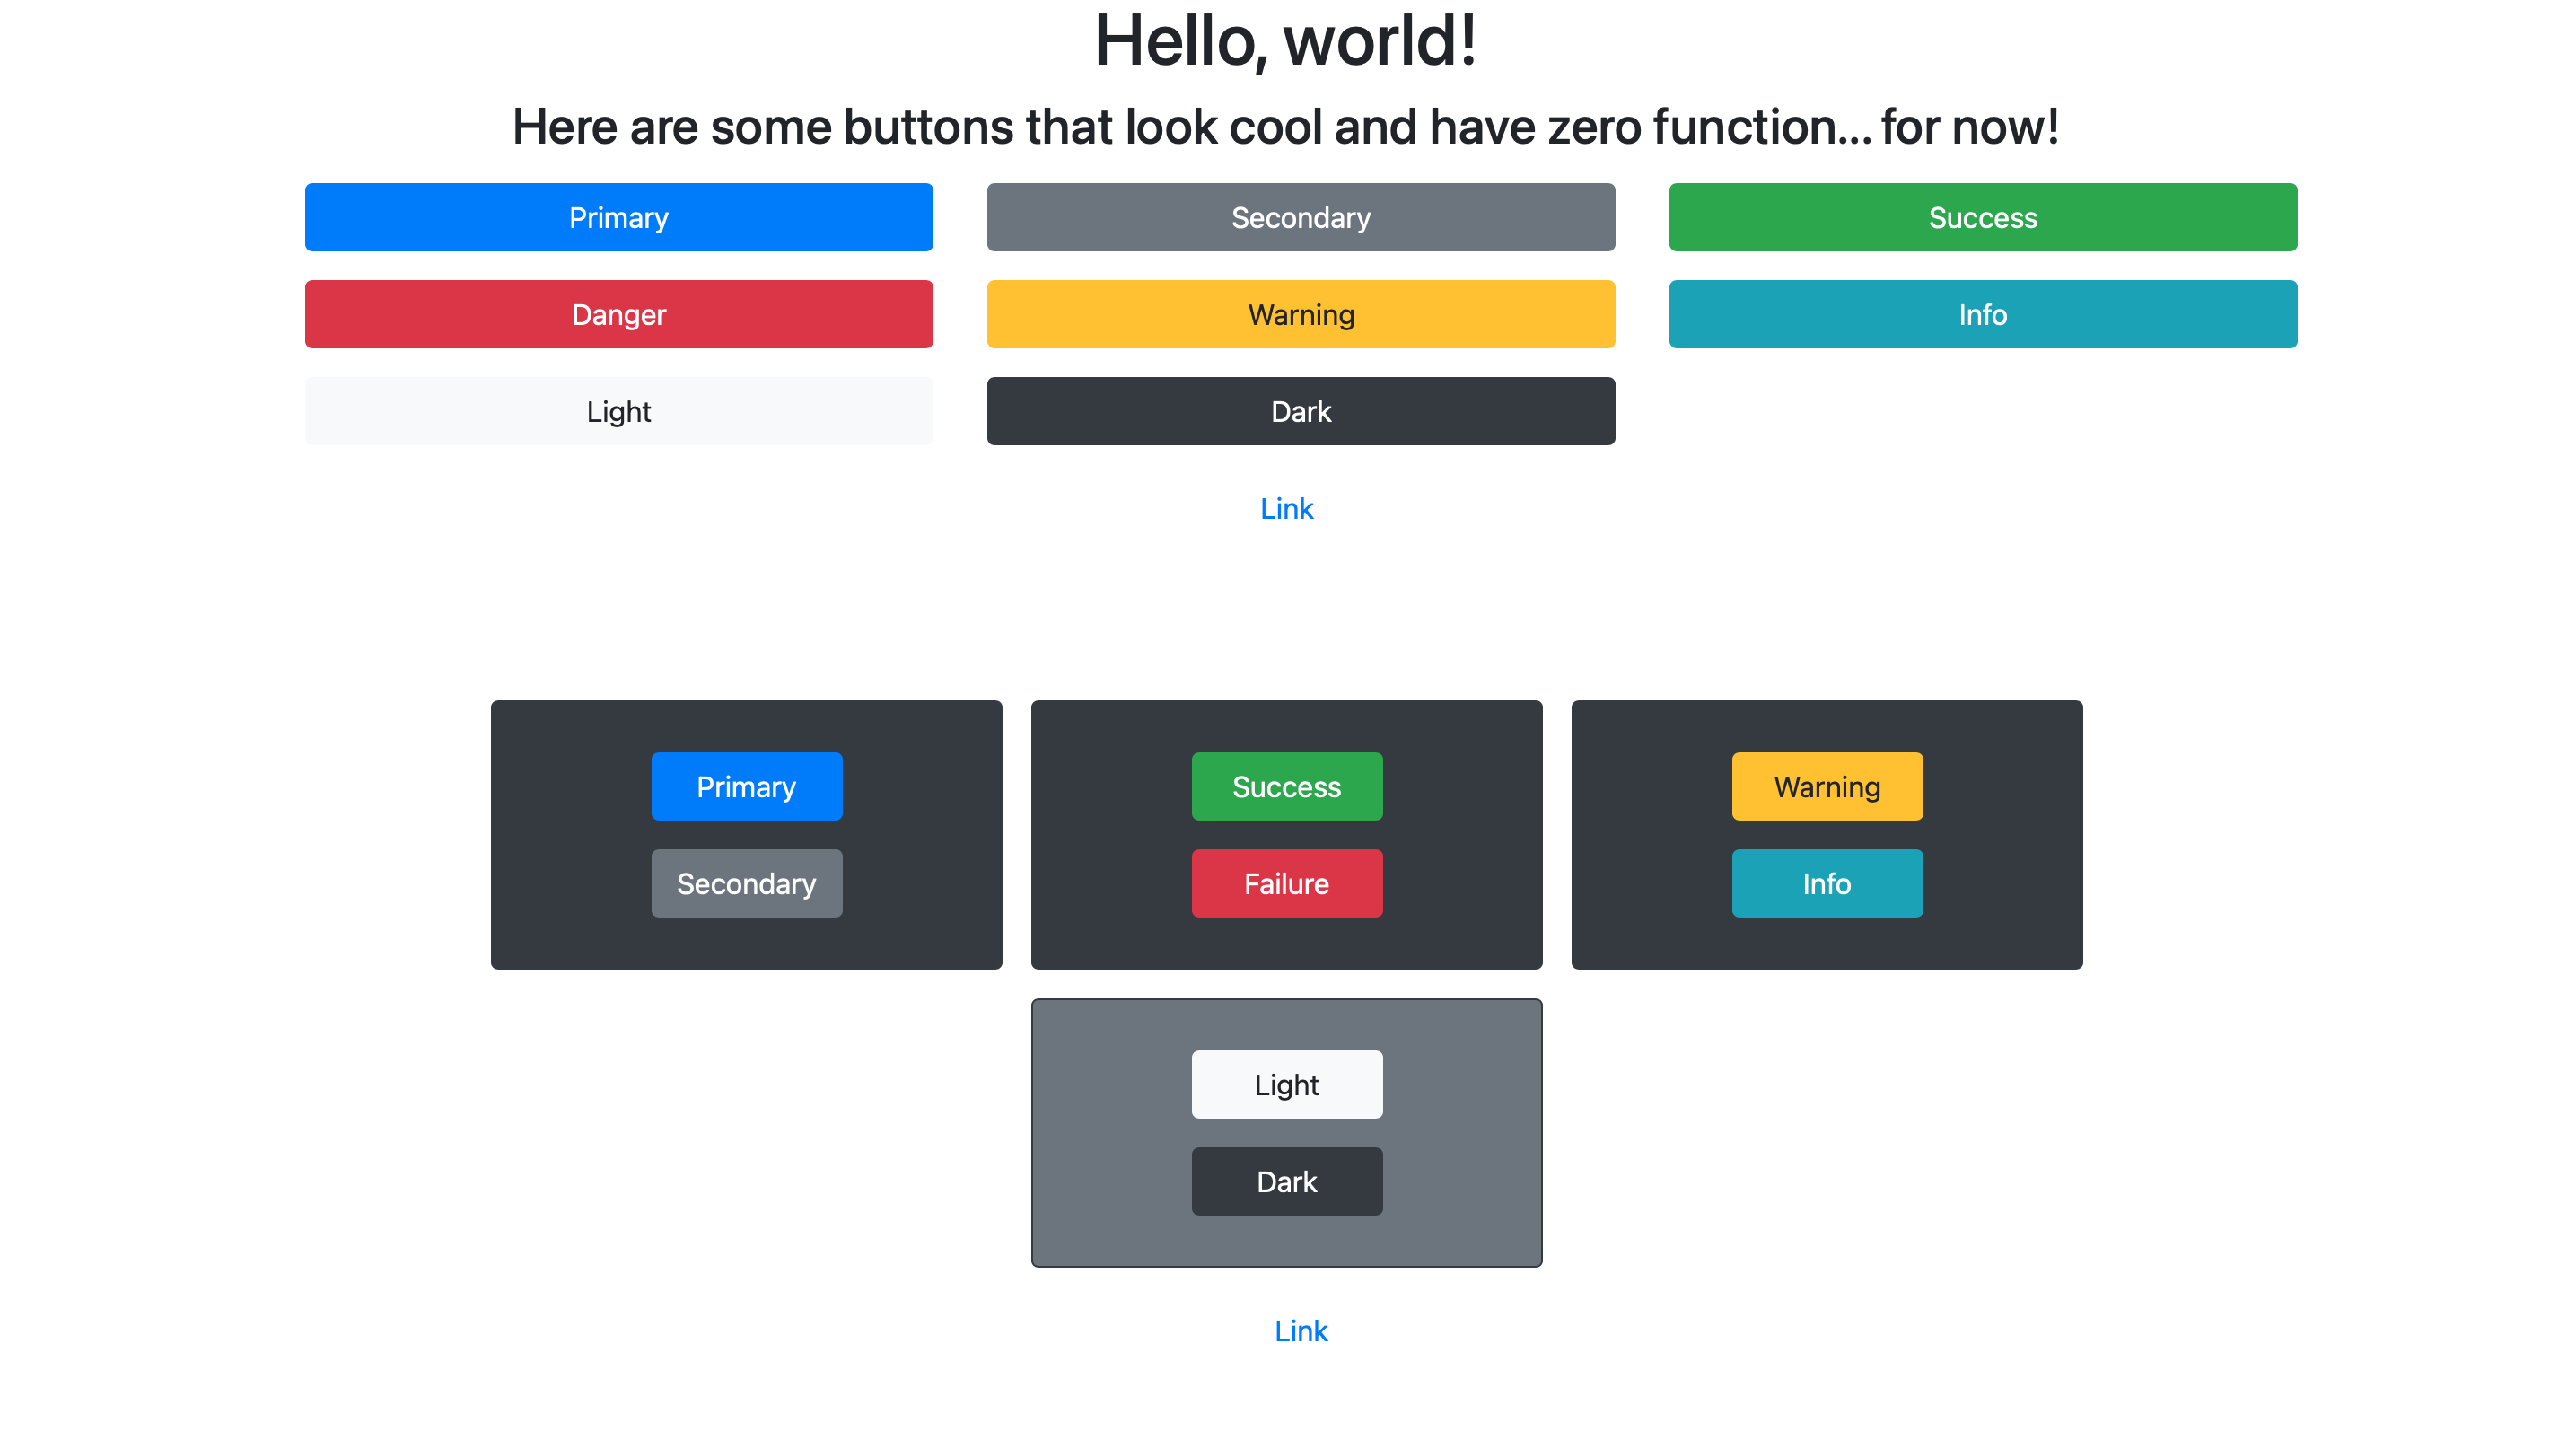 Hello, world!
Here are some buttons that look cool and have zero function... for now!
Primary Secondary Success
Danger Warning Info
Light Dark
Link
Primary Success Warning
Secondary Failure Info
Light
Dark
Link